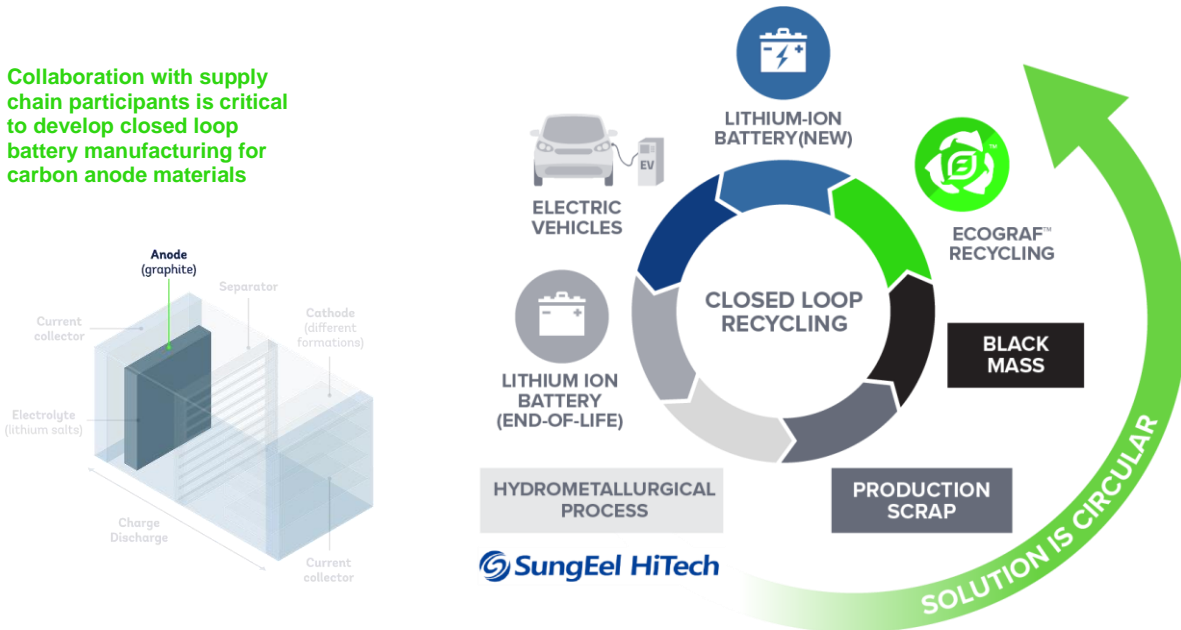 Collaboration with supply
chain participants is critical
to develop closed loop
battery manufacturing for
carbon anode materials
Anode
(graphite)
Separator
Current
collector
Cathode
(different
formations)
Electrolyte
(lithium salts)
Charge
Discharge
Current
collector
LITHIUM-ION
BATTERY(NEW)
EV
ELECTRIC
VEHICLES
™
ECOGRAF™
RECYCLING
CLOSED LOOP
RECYCLING
BLACK
MASS
LITHIUM ION
BATTERY
(END-OF-LIFE)
HYDROMETALLURGICAL
PROCESS
PRODUCTION
SCRAP
SungEel HiTech
SOLUTION IS CIRCULAR